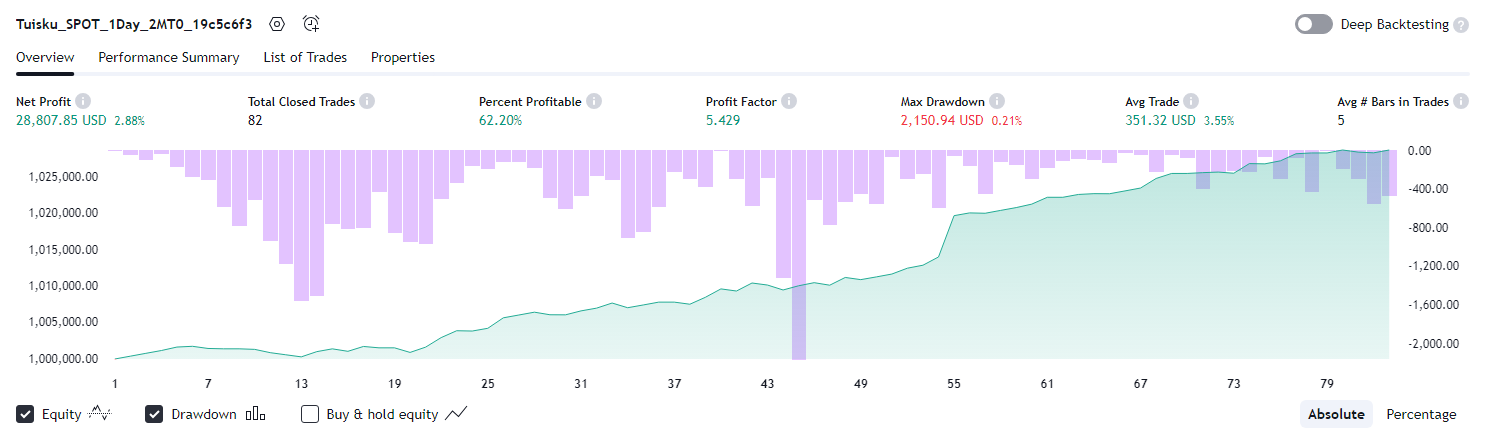 Tuisku_SPOT_1Day_2MT0_19c5c6f3
Deep Backtesting ?
Overview Performance Summary List of Trades Properties
Net Profit Total Closed Trades Percent Profitable Profit Factor Max Drawdown Avg Trade Avg # Bars in Trades
28,807.85 USD 2.88% 82 62.20% 5.429 2,150.94 USD 0.21% 351.32 USD 3.55% 5
0.00
1,025,000.00
-400.00
1,020,000.00
-800.00
1,015,000.00
-1,200.00
1,010,000.00
-1,600.00
1,005,000.00
-2,000.00
1,000,000.00
1 7 13 19 25 31 37 43 49 55 61 67 73 79
Equity Drawdown Buy & hold equity Absolute Percentage